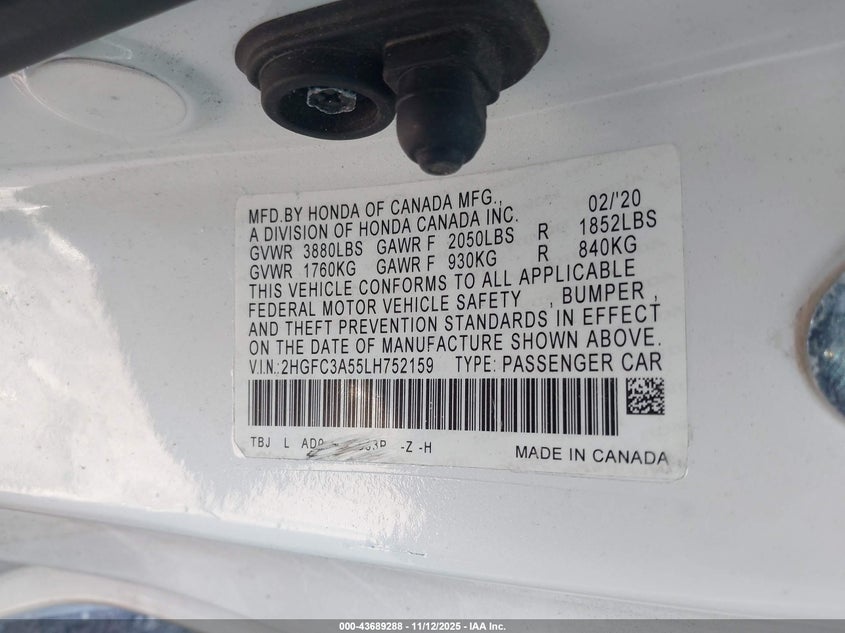 MFD.BY HONDA OF CANADA MFG., 02/'20
A DIVISION OF HONDA CANADA INC.
GVWR 3880LBS GAWR F 2050LBS R 1852LBS
GVWR 1760KG GAWR F 930KG R 840KG
THIS VEHICLE CONFORMS TO ALL APPLICABLE
FEDERAL MOTOR VEHICLE SAFETY , BUMPER ,
AND THEFT PREVENTION STANDARDS IN EFFECT
ON THE DATE OF MANUFACTURE SHOWN ABOVE.
V.I.N.:2HGFC3A55LH752159 TYPE: PASSENGER CAR
TBJ L -Z -H
MADE IN CANADA
000-43689288 - 11/12/2025 - IAA Inc.